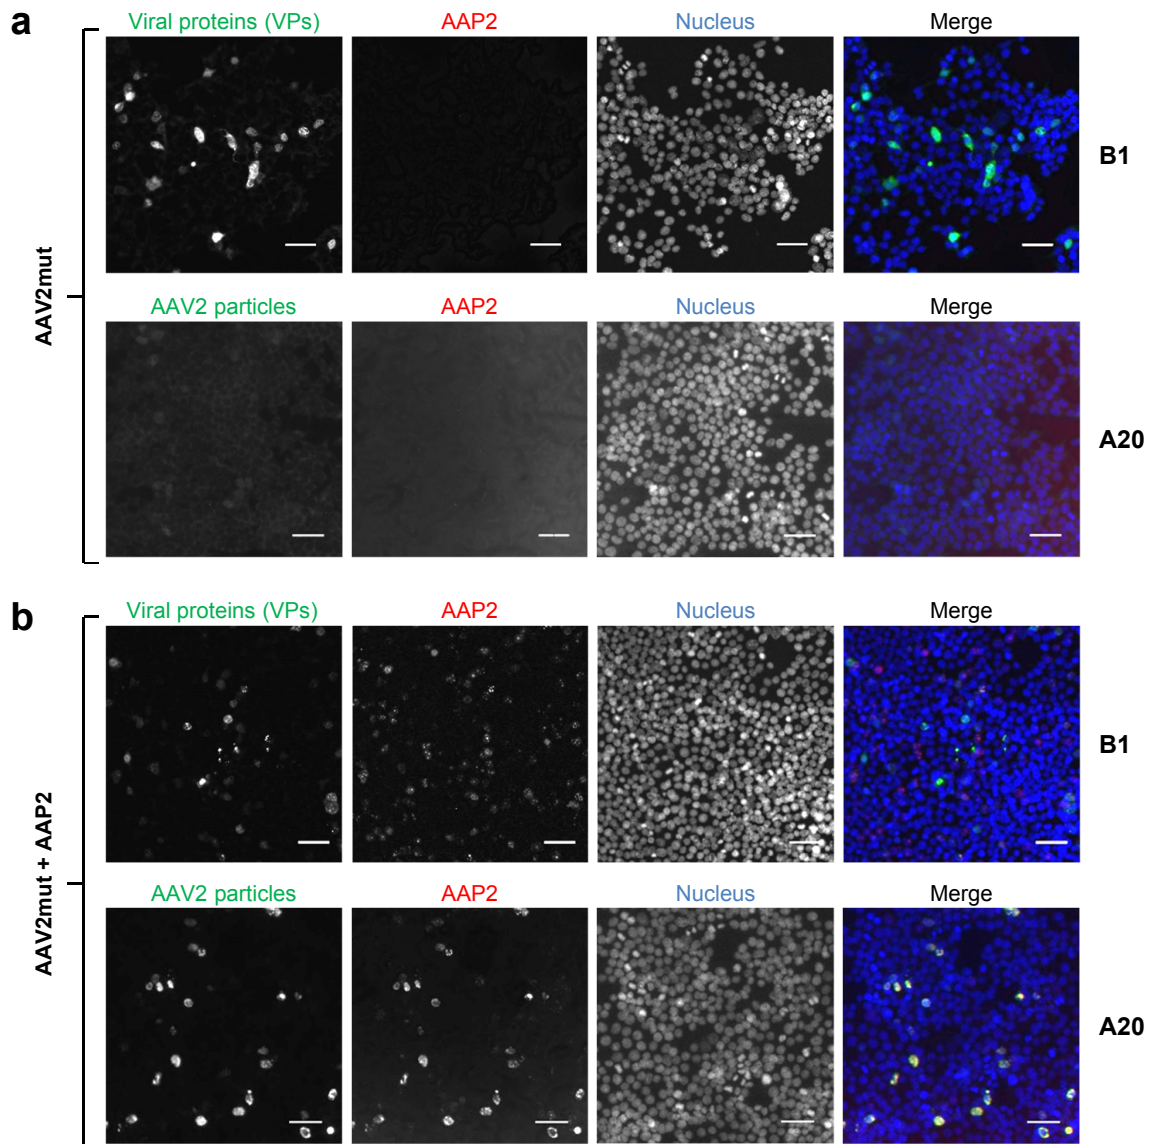 a
Viral proteins (VPs) AAP2 Nucleus Merge
B1
AAV2mut
AAV2 particles AAP2 Nucleus Merge
A20
b
Viral proteins (VPs) AAP2 Nucleus Merge
B1
AAV2mut + AAP2
AAV2 particles AAP2 Nucleus Merge
A20